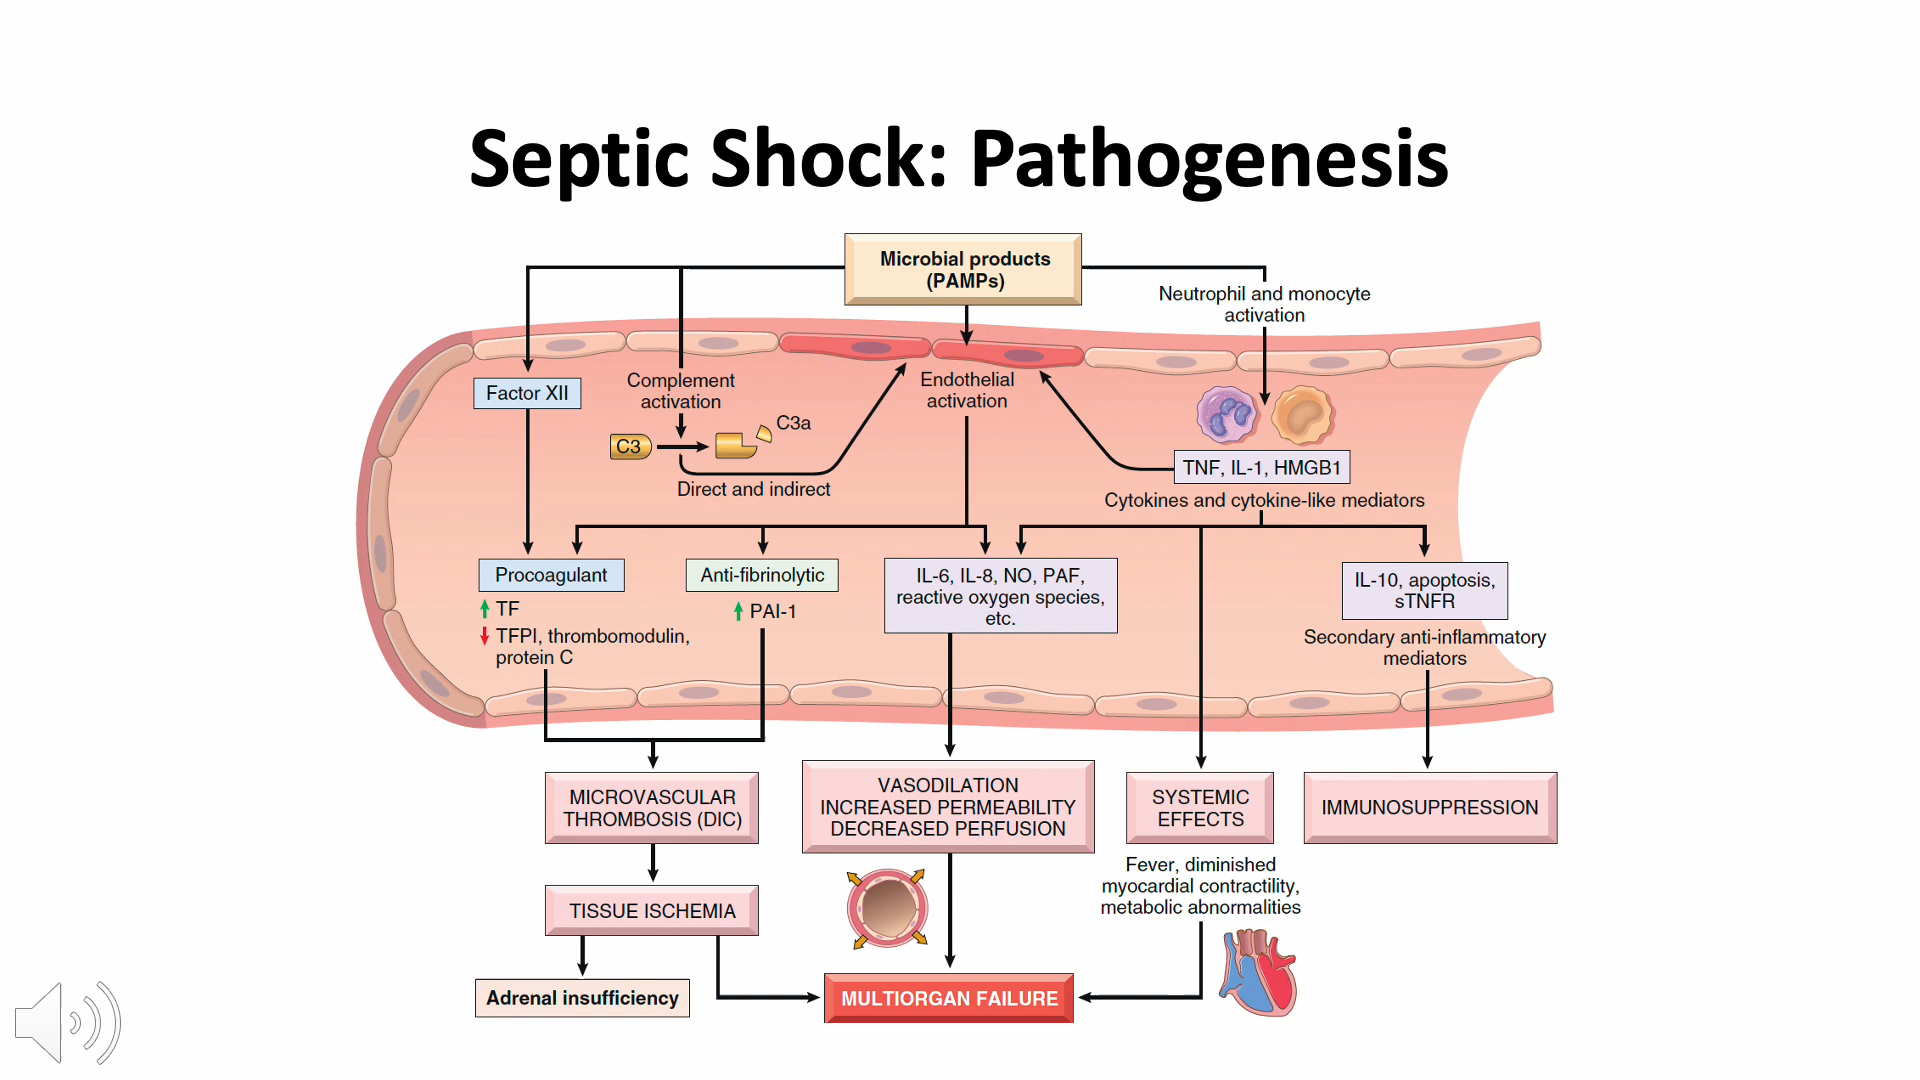 Septic Shock: Pathogenesis
Microbial products
(PAMPs)
Neutrophil and monocyte
activation
Factor XII
Complement
activation
C3
C3a
Direct and indirect
Endothelial
activation
TNF, IL-1, HMGB1
Cytokines and cytokine-like mediators
Procoagulant
TF
TFPI, thrombomodulin,
protein C
Anti-fibrinolytic
PAI-1
IL-6, IL-8, NO, PAF,
reactive oxygen species,
etc.
IL-10, apoptosis,
sTNFR
Secondary anti-inflammatory
mediators
MICROVASCULAR
THROMBOSIS (DIC)
VASODILATION
INCREASED PERMEABILITY
DECREASED PERFUSION
SYSTEMIC
EFFECTS
IMMUNOSUPPRESSION
Fever, diminished
myocardial contractility,
metabolic abnormalities
TISSUE ISCHEMIA
Adrenal insufficiency
MULTIORGAN FAILURE